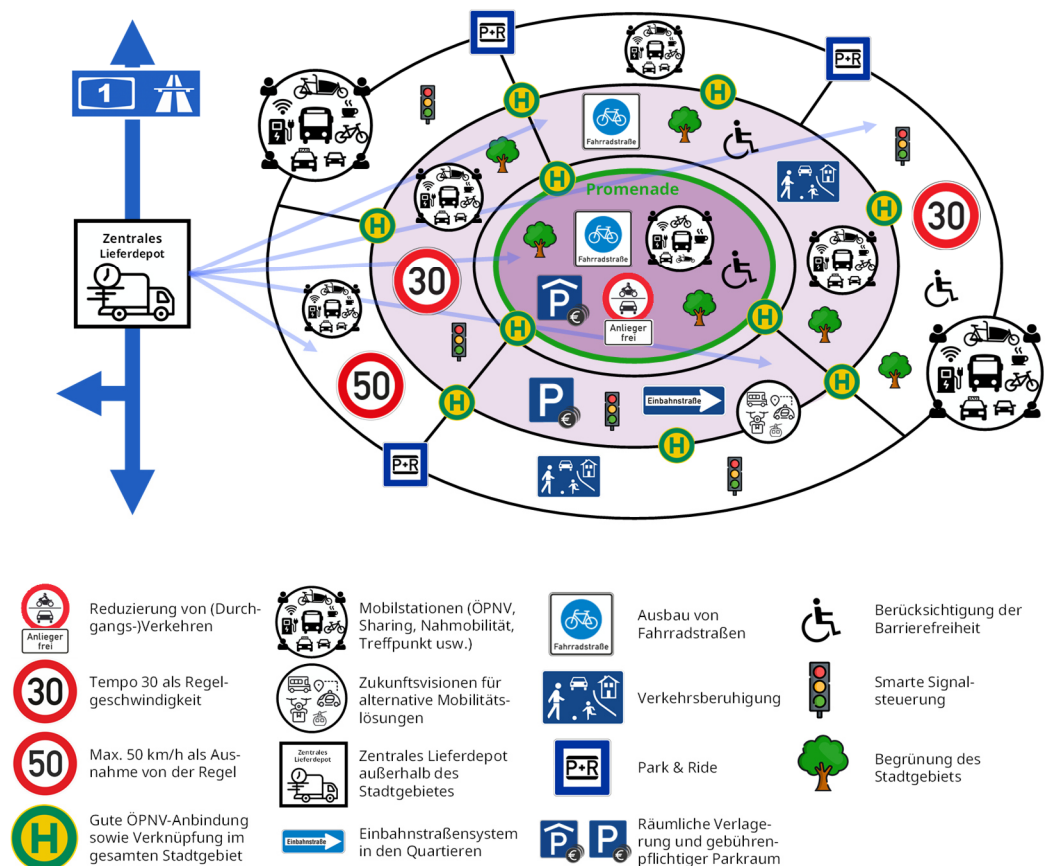 P+R
P+R
1
H
H
Fahrradstraße
H
Promenade
H
H
30
Zentrales
Lieferdepot
Fahrradstraße
30
P
€
Anlieger
frei
H
H
50
P
€
Einbahnstraße
H
H
H
P+R
Anlieger
frei
Reduzierung von (Durch-
gangs-)Verkehren
Mobilstationen (ÖPNV,
Sharing, Nahmobilität,
Treffpunkt usw.)
Fahrradstraße
Ausbau von
Fahrradstraßen
Berücksichtigung der
Barrierefreiheit
30
Tempo 30 als Regel-
geschwindigkeit
Zukunftsvisionen für
alternative Mobilitäts-
lösungen
Verkehrsberuhigung
Smarte Signal-
steuerung
50
Max. 50 km/h als Aus-
nahme von der Regel
Zentrales
Lieferdepot
Zentrales Lieferdepot
außerhalb des
Stadtgebietes
P+R
Park & Ride
Begrünung des
Stadtgebiets
H
Gute ÖPNV-Anbindung
sowie Verknüpfung im
gesamten Stadtgebiet
Einbahnstraße
Einbahnstraßensystem
in den Quartieren
P
€
P
€
Räumliche Verlage-
rung und gebühren-
pflichtiger Parkraum